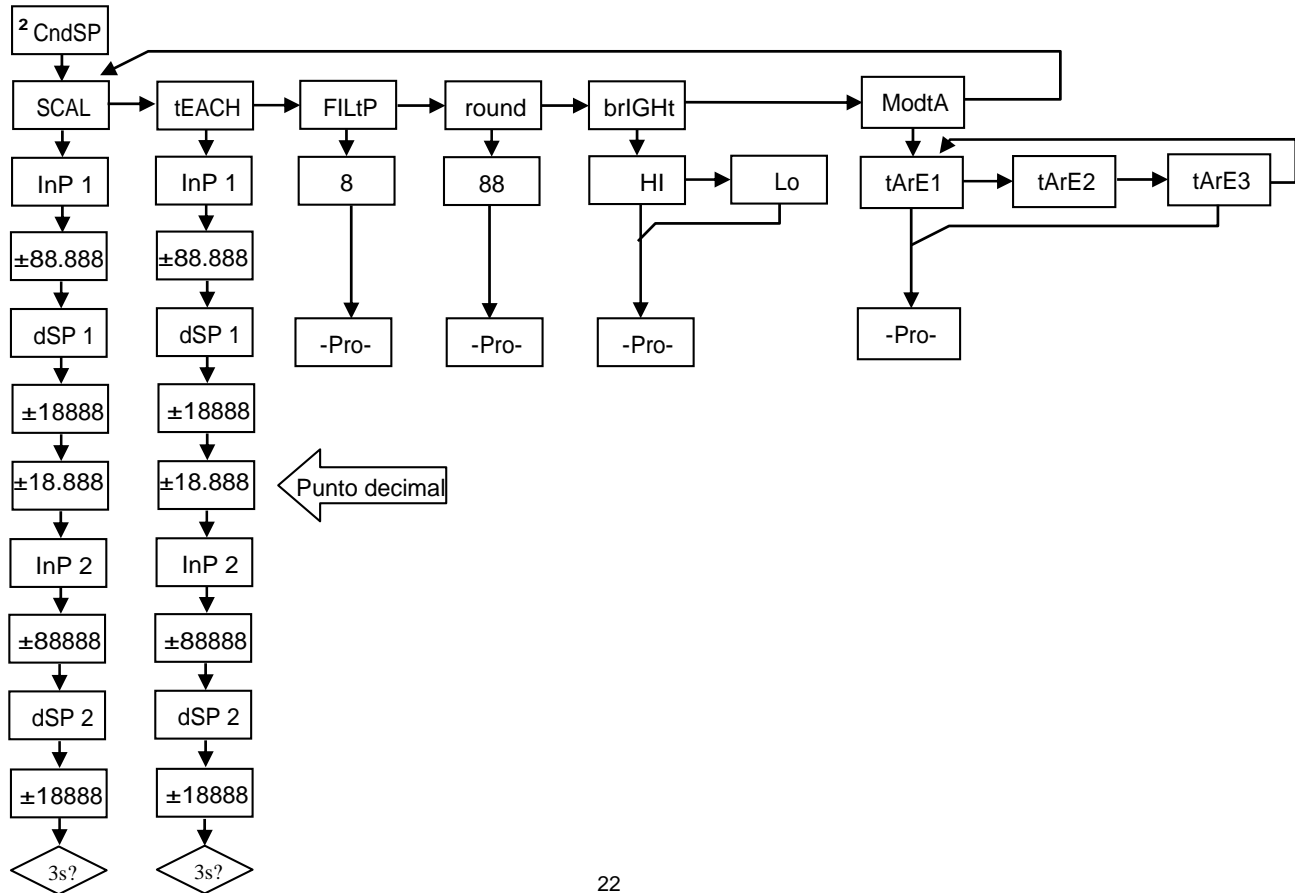 ² CndSP
SCAL tEACH FILtP round brIGHt ModtA
InP 1 InP 1 8 88 HI Lo tArE1 tArE2 tArE3
±88.888 ±88.888
dSP 1 dSP 1 -Pro- -Pro- -Pro- -Pro-
±18888 ±18888
±18.888 ±18.888 Punto decimal
InP 2 InP 2
±88888 ±88888
dSP 2 dSP 2
±18888 ±18888
3s? 3s?
22